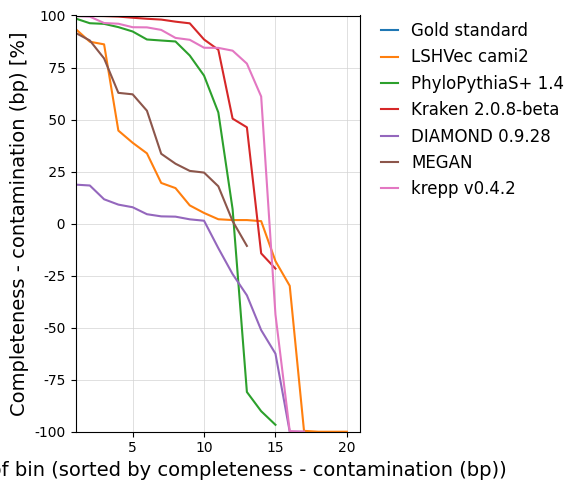 Completeness - contamination (bp) [%]
100
75
50
25
0
-25
-50
-75
-100
5
10
15
20
of bin (sorted by completeness - contamination (bp))
Gold standard
LSHVec cami2
PhyloPythiaS+ 1.4
Kraken 2.0.8-beta
DIAMOND 0.9.28
MEGAN
krepp v0.4.2